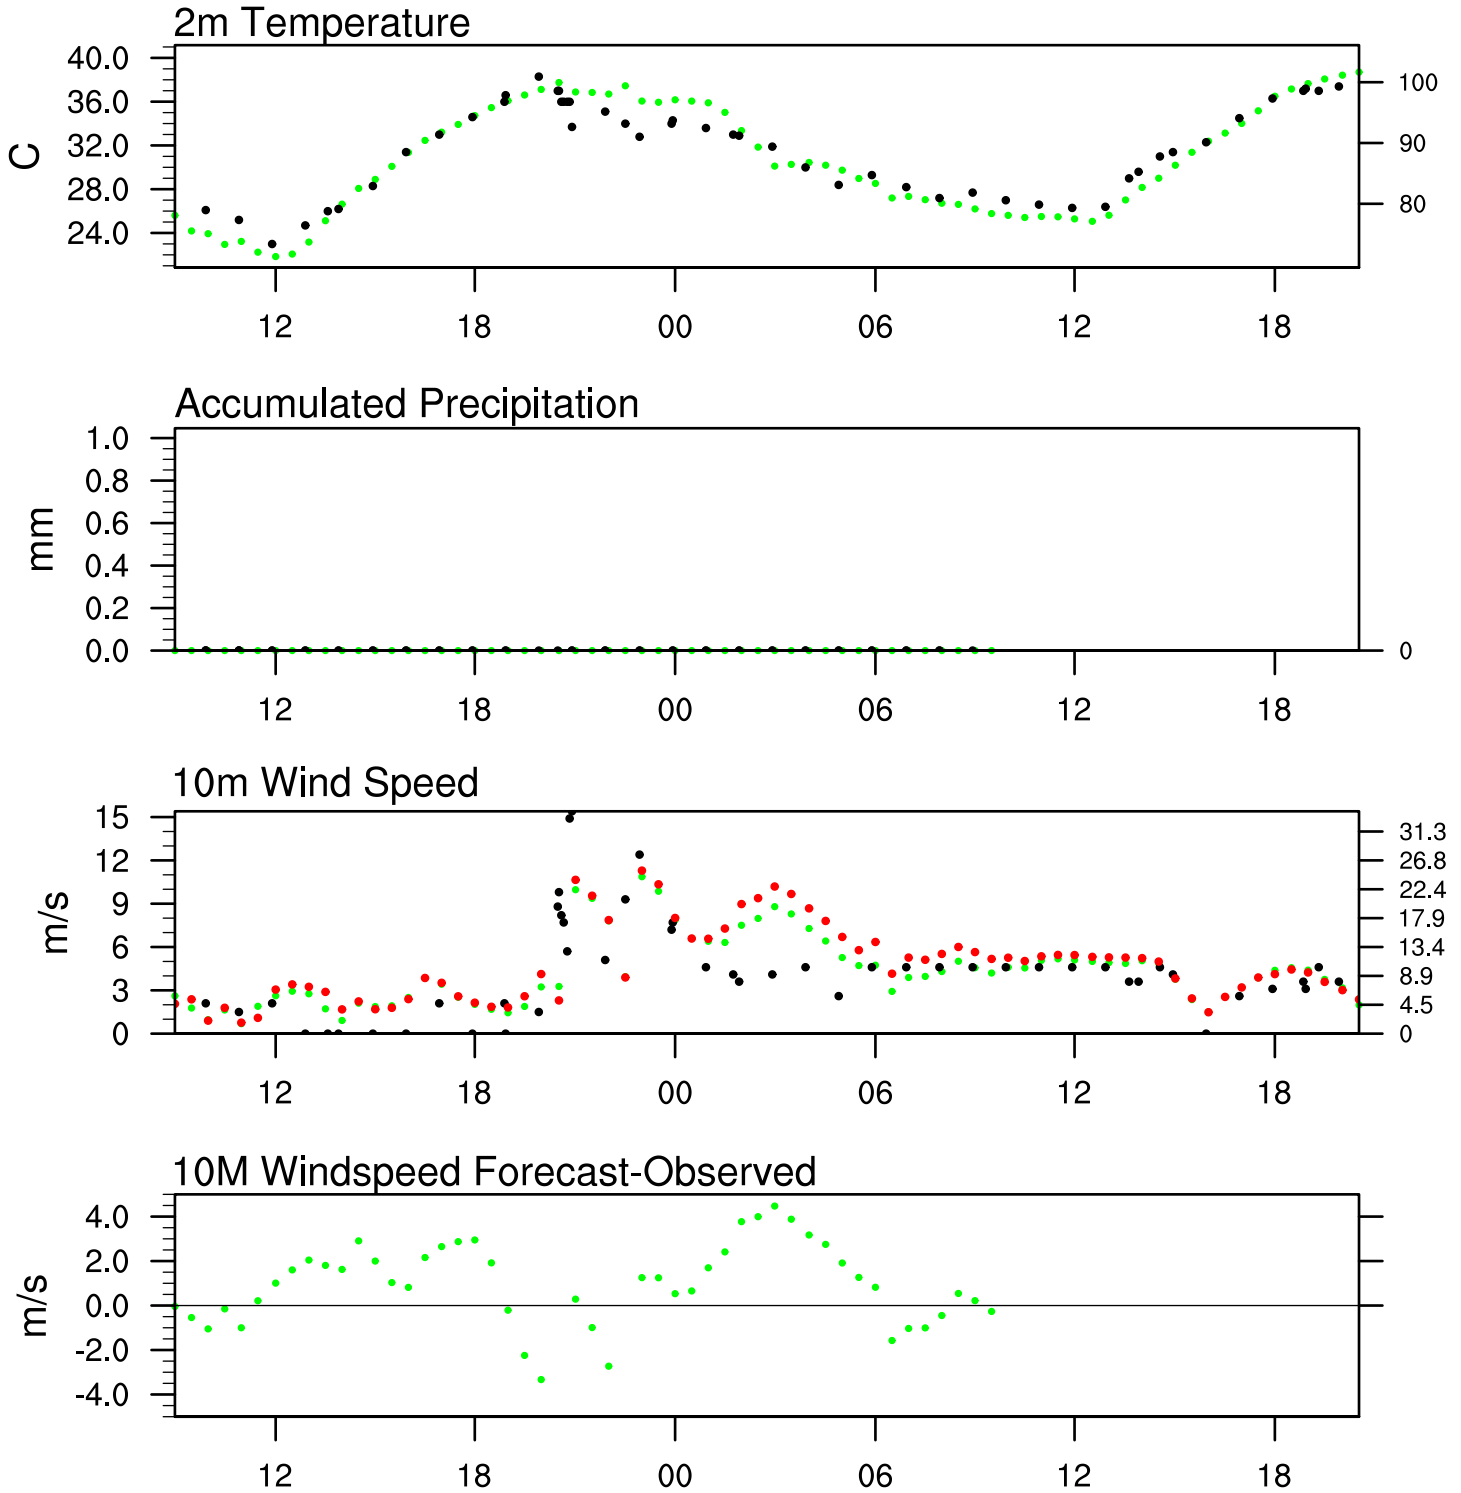 2m Temperature
40.0
36.0
32.0
28.0
24.0
C
100
90
80
12 18 00 06 12 18
Accumulated Precipitation
1.0
0.8
0.6
0.4
0.2
0.0
mm
0
12 18 00 06 12 18
10m Wind Speed
15
12
9
6
3
0
m/s
31.3
26.8
22.4
17.9
13.4
8.9
4.5
0
12 18 00 06 12 18
10M Windspeed Forecast-Observed
4.0
2.0
0.0
-2.0
-4.0
m/s
12 18 00 06 12 18